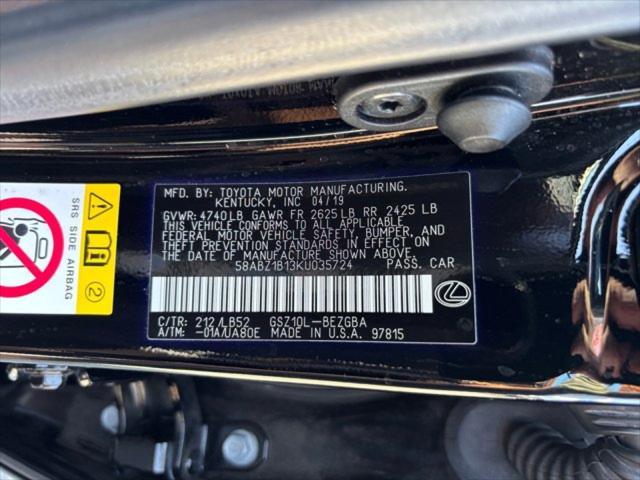 MFD. BY: TOYOTA MOTOR MANUFACTURING.
KENTUCKY, INC 04/19
GVWR: 4740LB GAWR FR 2625LB RR 2425 LB
THIS VEHICLE CONFORMS TO ALL APPLICABLE
FEDERAL MOTOR VEHICLE SAFETY, BUMPER, AND
THEFT PREVENTION STANDARDS IN EFFECT ON
THE DATE OF MANUFACTURE SHOWN ABOVE.
58ABZ1B13KU035724 PASS. CAR
C/TR: 212/LB52 GSZ10L-BEZGBA
A/TM: -01A/UA80E MADE IN U.S.A. 97815
SRS SIDE AIRBAG
2